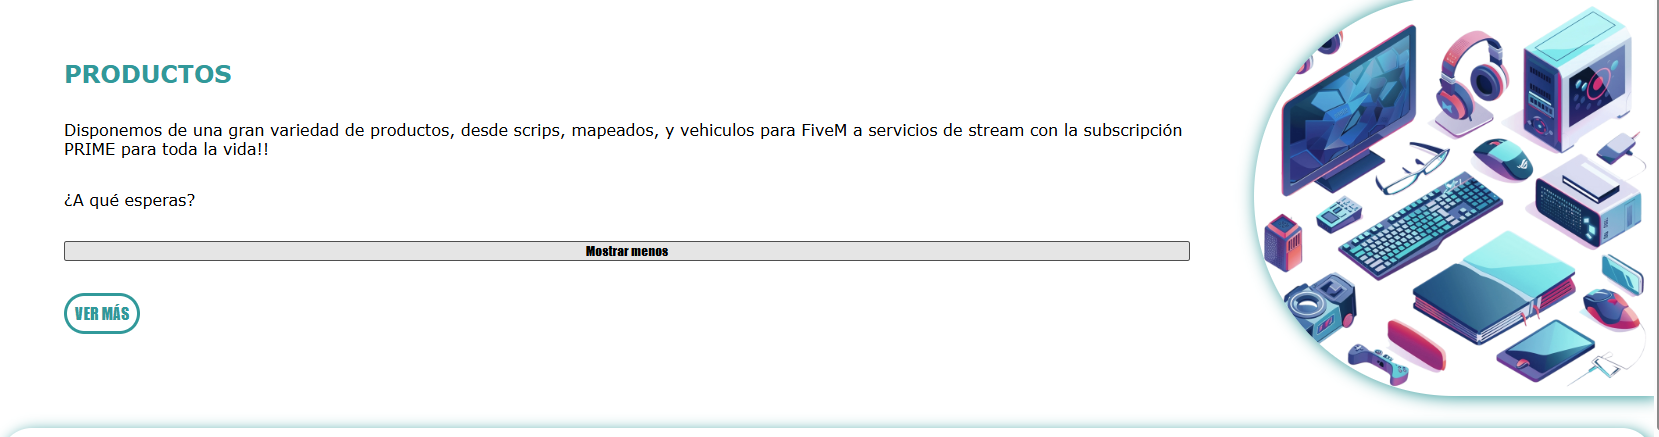 PRODUCTOS
Disponemos de una gran variedad de productos, desde scrips, mapeados, y vehiculos para FiveM a servicios de stream con la subscripción
PRIME para toda la vida!!
¿A qué esperas?
Mostrar menos
VER MÁS